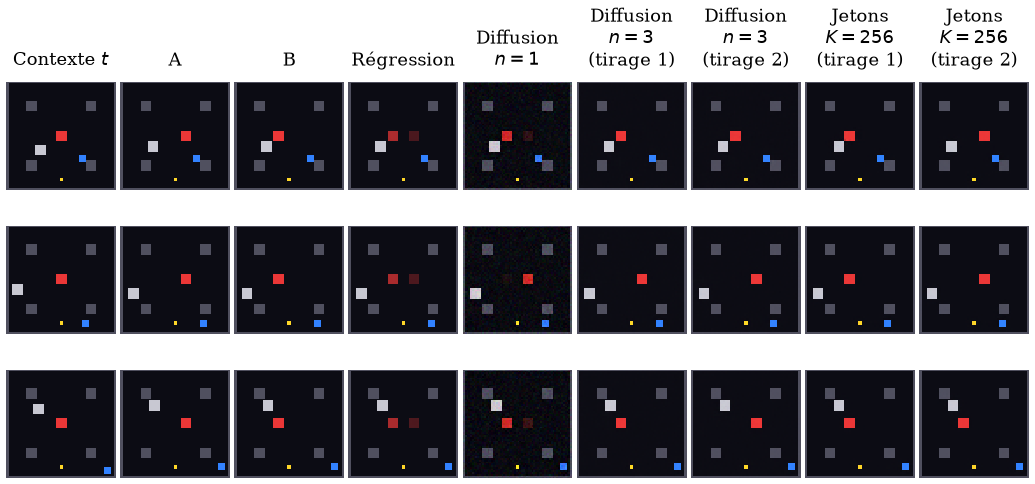 Contexte t
A
B
Régression
Diffusion
n = 1
Diffusion
n = 3
(tirage 1)
Diffusion
n = 3
(tirage 2)
Jetons
K = 256
(tirage 1)
Jetons
K = 256
(tirage 2)